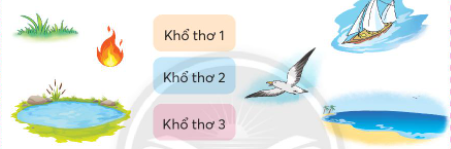 Khổ thơ 1
Khổ thơ 2
Khổ thơ 3